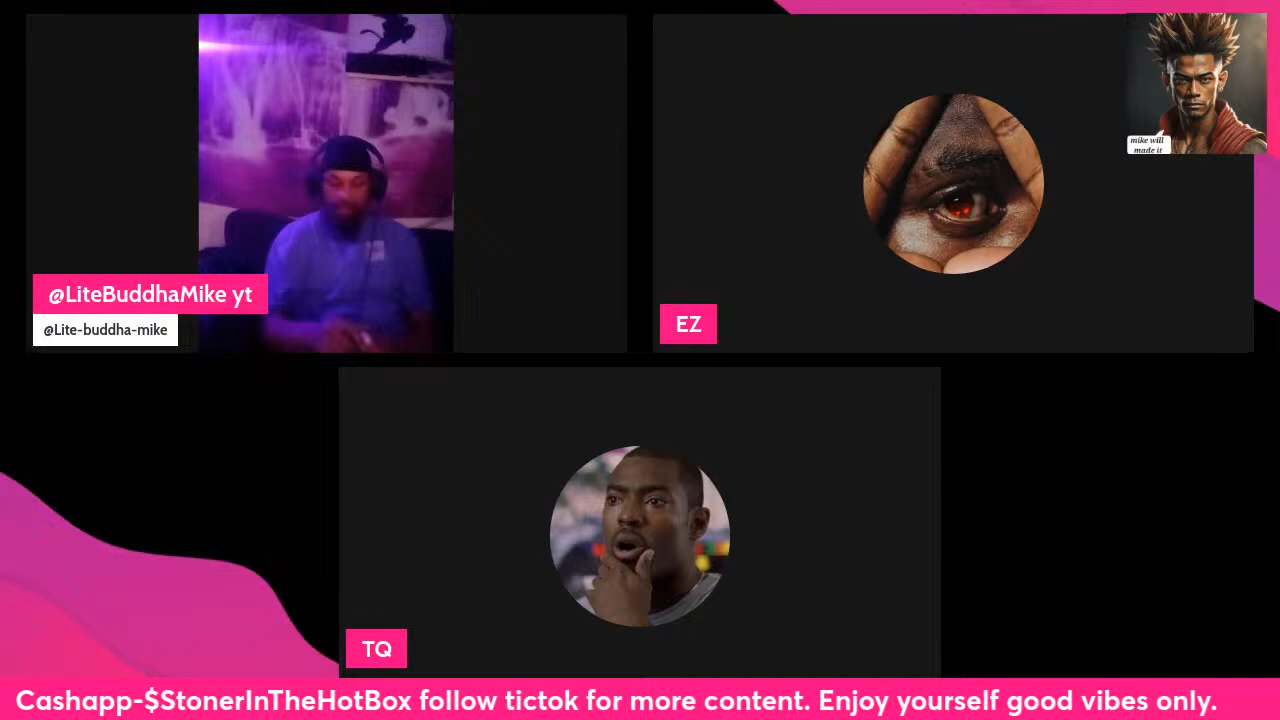 @LiteBuddhaMike yt
@Lite-buddha-mike
EZ
mike will
made it
TQ
Cashapp-$StonerInTheHotBox follow tictok for more content. Enjoy yourself good vibes only.